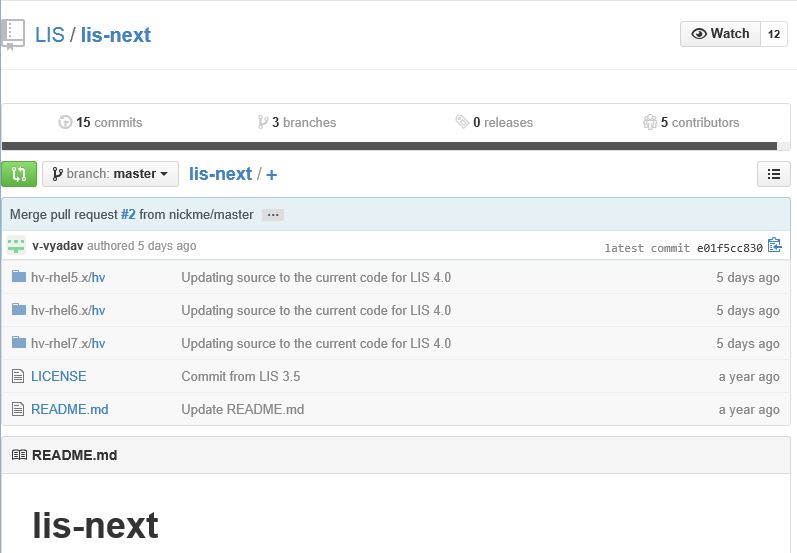 LIS / lis-next
Watch 12
15 commits 3 branches 0 releases 5 contributors
branch: master lis-next / +
Merge pull request #2 from nickme/master ...
v-vyadav authored 5 days ago latest commit e01f5cc830
hv-rhel5.x/hv Updating source to the current code for LIS 4.0 5 days ago
hv-rhel6.x/hv Updating source to the current code for LIS 4.0 5 days ago
hv-rhel7.x/hv Updating source to the current code for LIS 4.0 5 days ago
LICENSE Commit from LIS 3.5 a year ago
README.md Update README.md a year ago
README.md
lis-next